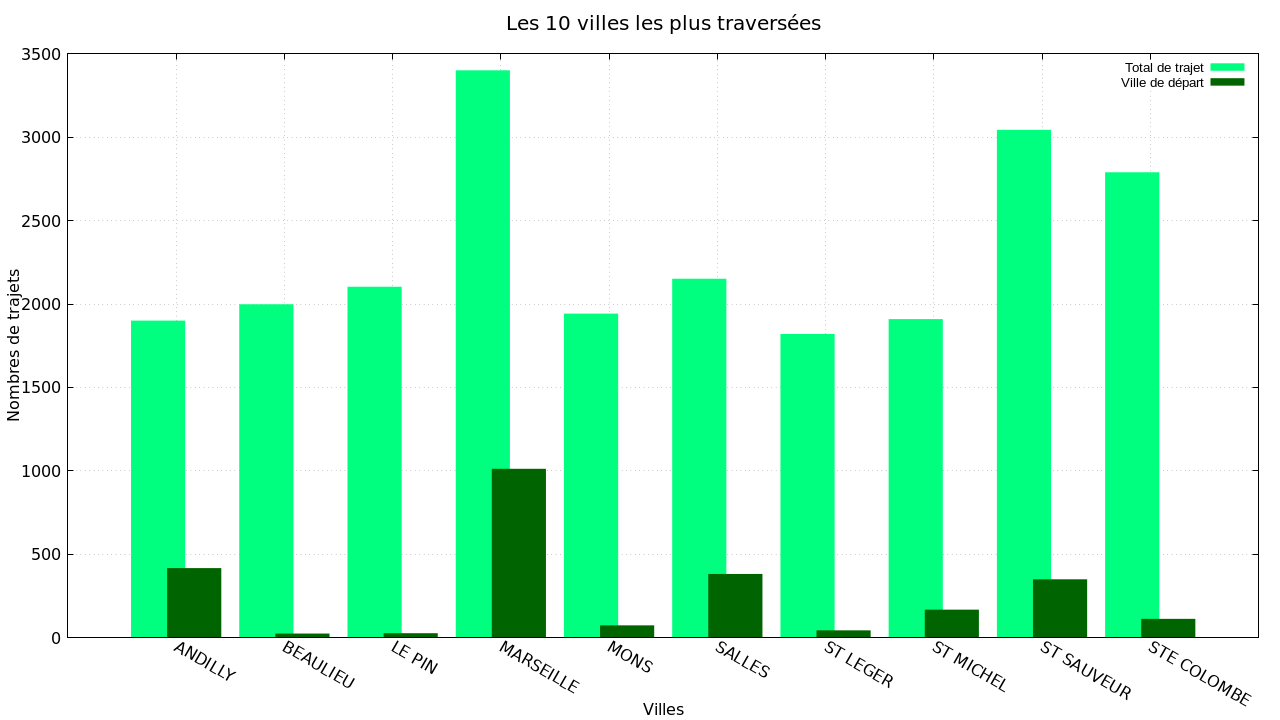 Les 10 villes les plus traversées
Total de trajet
Ville de départ
3500
3000
2500
2000
1500
1000
500
0
Nombres de trajets
ANDILLY
BEAULIEU
LE PIN
MARSEILLE
MONS
SALLES
ST LEGER
ST MICHEL
ST SAUVEUR
STE COLOMBE
Villes